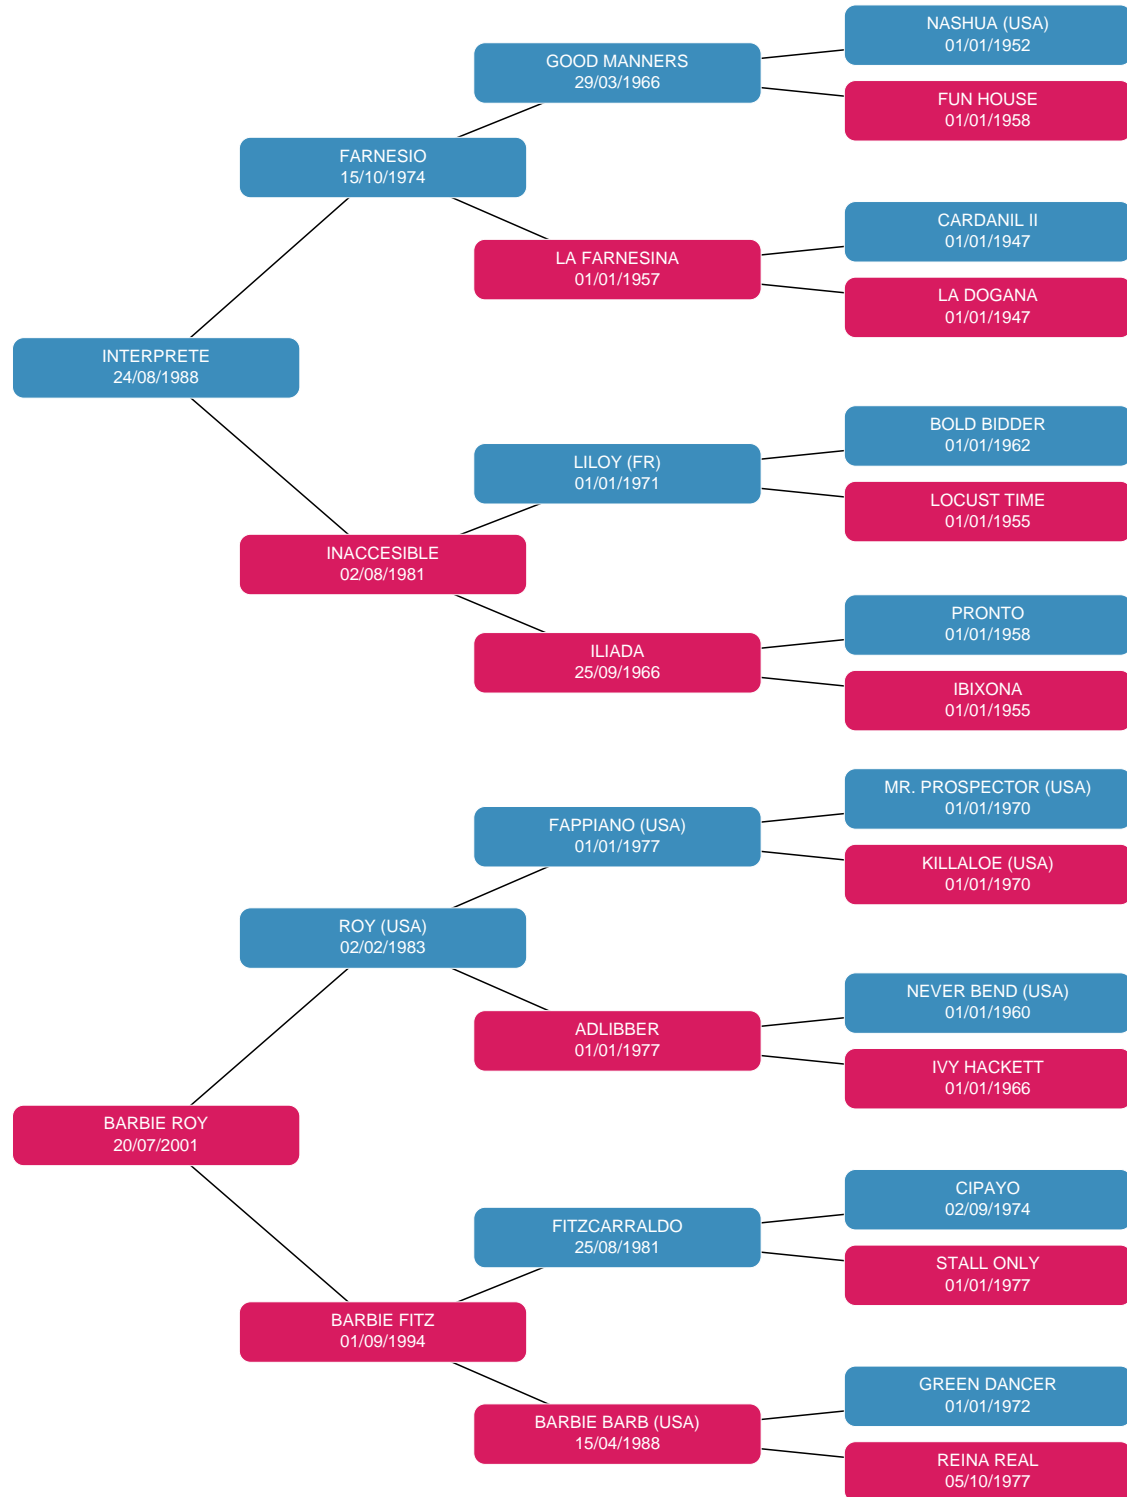 NASHUA (USA)
01/01/1952
GOOD MANNERS
29/03/1966
FUN HOUSE
01/01/1958
FARNESIO
15/10/1974
CARDANIL II
01/01/1947
LA FARNESINA
01/01/1957
LA DOGANA
01/01/1947
INTERPRETE
24/08/1988
BOLD BIDDER
01/01/1962
LILOY (FR)
01/01/1971
LOCUST TIME
01/01/1955
INACCESIBLE
02/08/1981
PRONTO
01/01/1958
ILIADA
25/09/1966
IBIXONA
01/01/1955
MR. PROSPECTOR (USA)
01/01/1970
FAPPIANO (USA)
01/01/1977
KILLALOE (USA)
01/01/1970
ROY (USA)
02/02/1983
NEVER BEND (USA)
01/01/1960
ADLIBBER
01/01/1977
IVY HACKETT
01/01/1966
BARBIE ROY
20/07/2001
CIPAYO
02/09/1974
FITZCARRALDO
25/08/1981
STALL ONLY
01/01/1977
BARBIE FITZ
01/09/1994
GREEN DANCER
01/01/1972
BARBIE BARB (USA)
15/04/1988
REINA REAL
05/10/1977